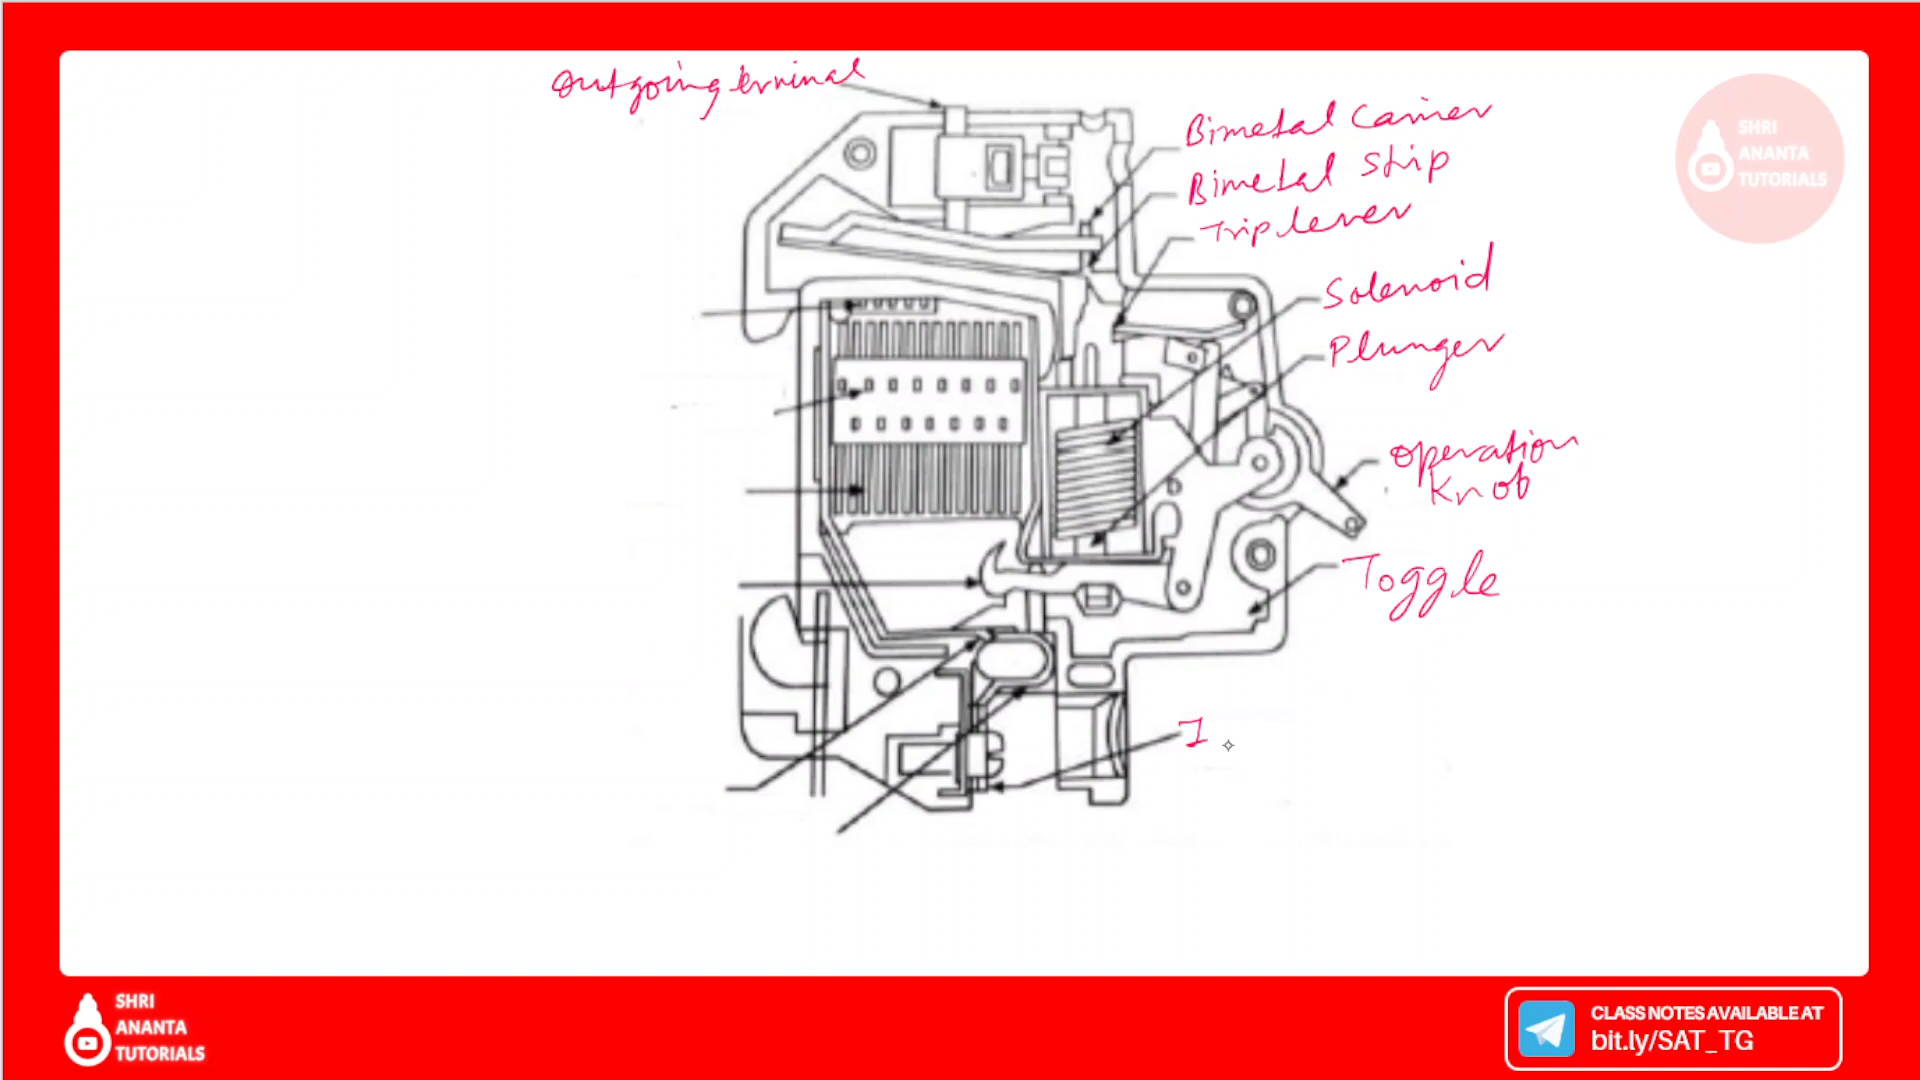 Outgoing terminal
Bimetal Carrier
Bimetal Strip
Trip lever
Solenoid
Plunger
Operation
Knob
Toggle
I
SHRI
ANANTA
TUTORIALS
SHRI
ANANTA
TUTORIALS
CLASS NOTES AVAILABLE AT
bit.ly/SAT_TG